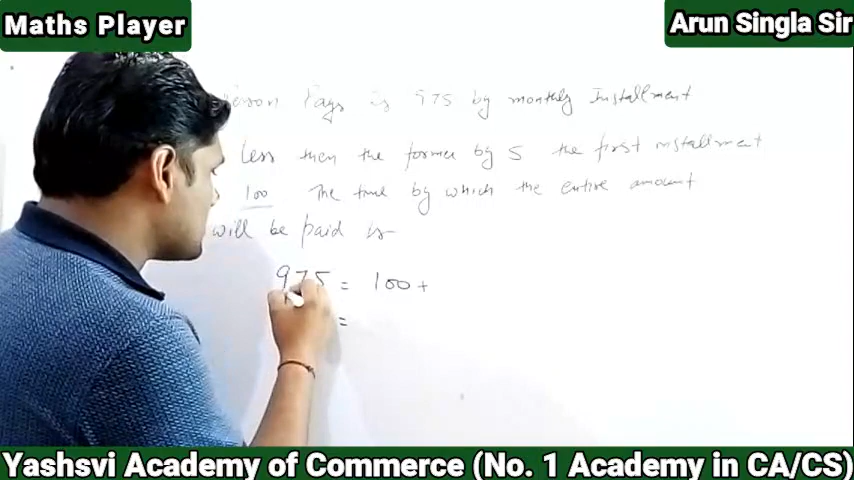 Maths Player
Arun Singla Sir
Person Pays is 975 by monthly Installment
less then the former by 5 the first installment
100 The time by which the entire amount
will be paid is
975 = 100 +
=
Yashsvi Academy of Commerce (No. 1 Academy in CA/CS)